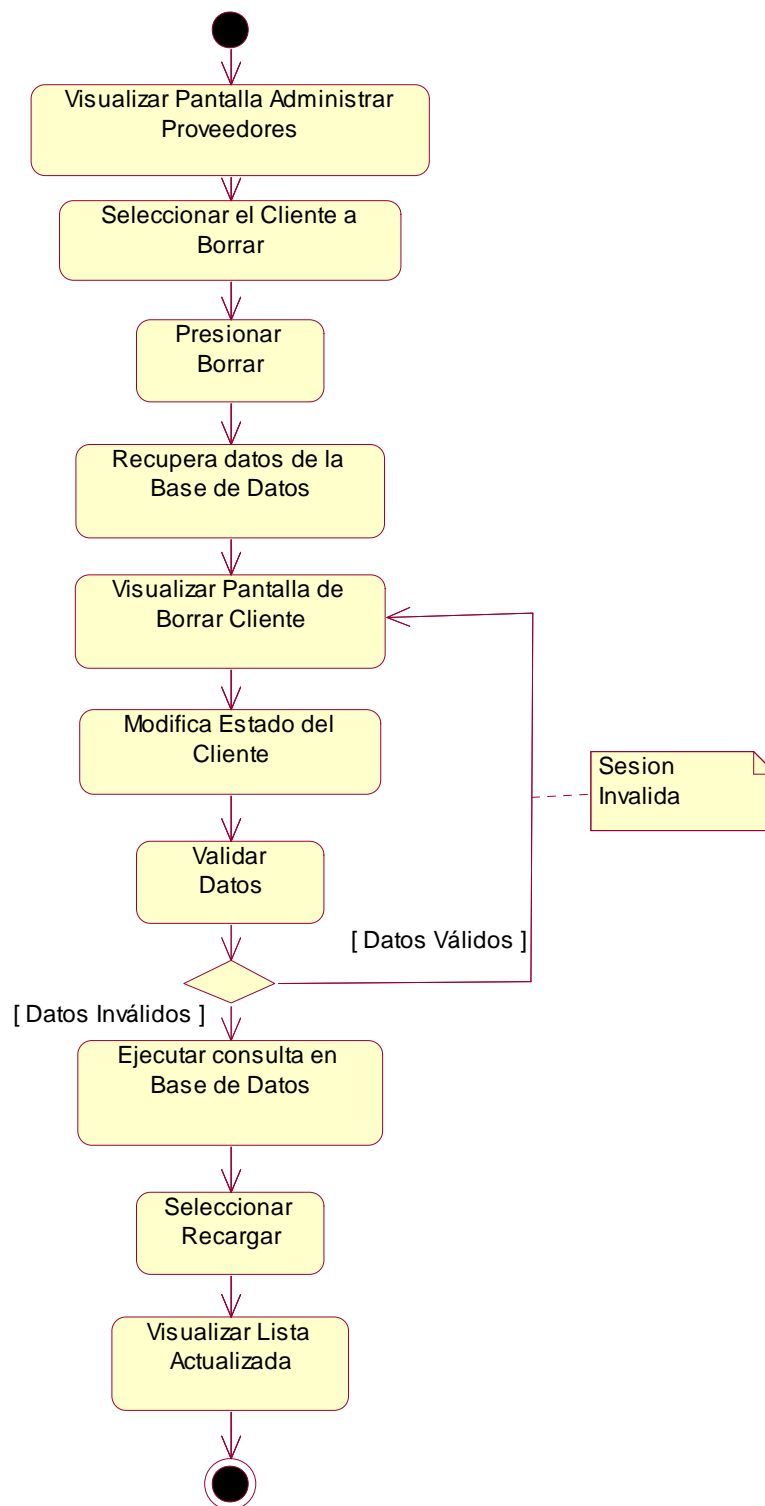 Visualizar Pantalla Administrar
Proveedores
Seleccionar el Cliente a
Borrar
Presionar
Borrar
Recupera datos de la
Base de Datos
Visualizar Pantalla de
Borrar Cliente
Modifica Estado del
Cliente
Sesion
Invalida
Validar
Datos
[ Datos Válidos ]
[ Datos Inválidos ]
Ejecutar consulta en
Base de Datos
Seleccionar
Recargar
Visualizar Lista
Actualizada